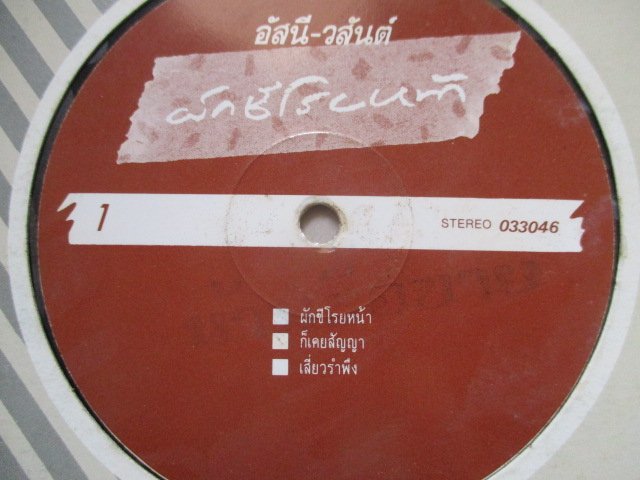 อัสนี-วสันต์
ผักชีโรยหน้า
1
STEREO 033046
ผักชีโรยหน้า
ก็เคยสัญญา
เสี่ยวรำพึง